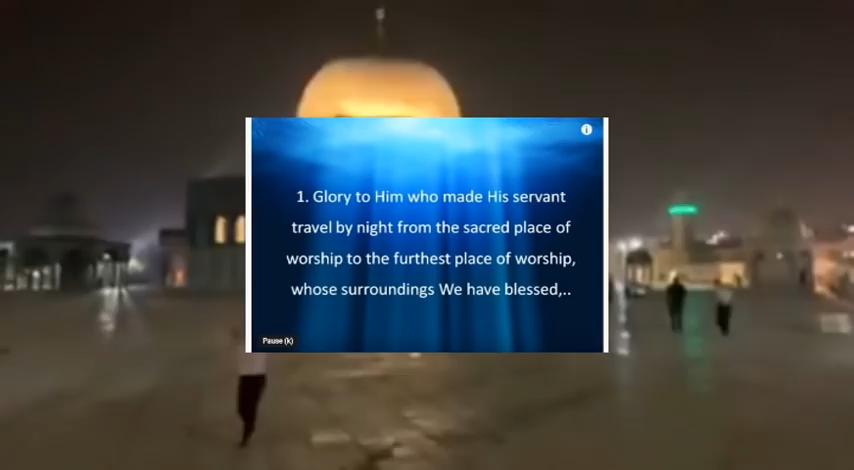 1. Glory to Him who made His servant
travel by night from the sacred place of
worship to the furthest place of worship,
whose surroundings We have blessed,..
Pause (k)